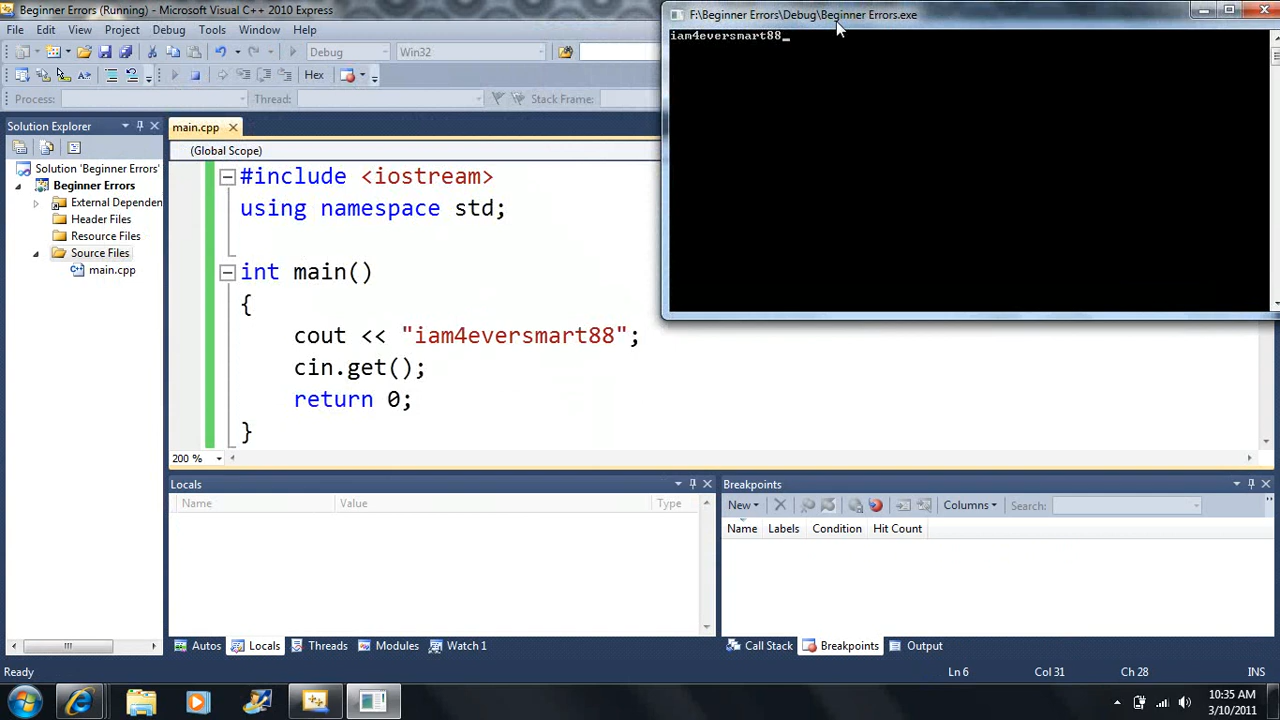 Beginner Errors (Running) - Microsoft Visual C++ 2010 Express
File Edit View Project Debug Tools Window Help
Debug Win32
Hex
Process: Thread: Stack Frame:
Solution Explorer
Solution 'Beginner Errors'
Beginner Errors
External Dependen
Header Files
Resource Files
Source Files
main.cpp
main.cpp
(Global Scope)
#include <iostream>
using namespace std;
int main()
{
cout << "iam4eversmart88";
cin.get();
return 0;
}
200 %
F:\Beginner Errors\Debug\Beginner Errors.exe
iam4eversmart88_
Locals
Name Value Type
Autos Locals Threads Modules Watch 1
Breakpoints
New Columns Search:
Name Labels Condition Hit Count
Call Stack Breakpoints Output
Ready Ln 6 Col 31 Ch 28 INS
10:35 AM
3/10/2011